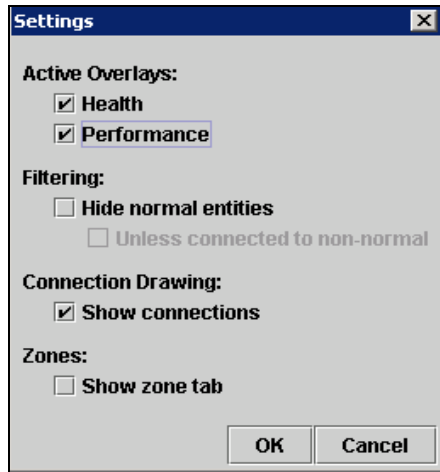 Settings
Active Overlays:
Health
Performance
Filtering:
Hide normal entities
Unless connected to non-normal
Connection Drawing:
Show connections
Zones:
Show zone tab
OK Cancel